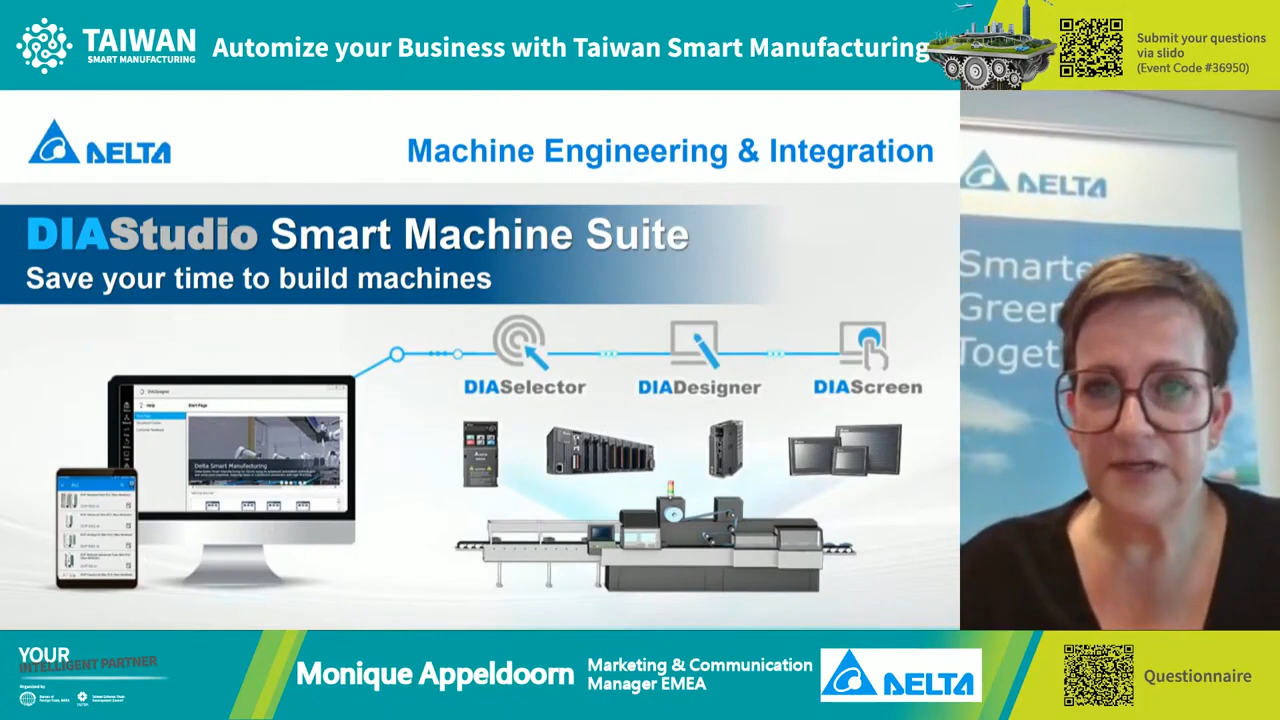 TAIWAN
SMART MANUFACTURING
Automize your Business with Taiwan Smart Manufacturing
Submit your questions
via slido
(Event Code #36950)
DELTA
Machine Engineering & Integration
DIAStudio Smart Machine Suite
Save your time to build machines
DIASelector
DIADesigner
DIAScreen
Delta Smart Manufacturing
DELTA
Smarte
Green
Toget
YOUR
INTELLIGENT PARTNER
Organized by
Monique Appeldoorn
Marketing & Communication
Manager EMEA
DELTA
Questionnaire